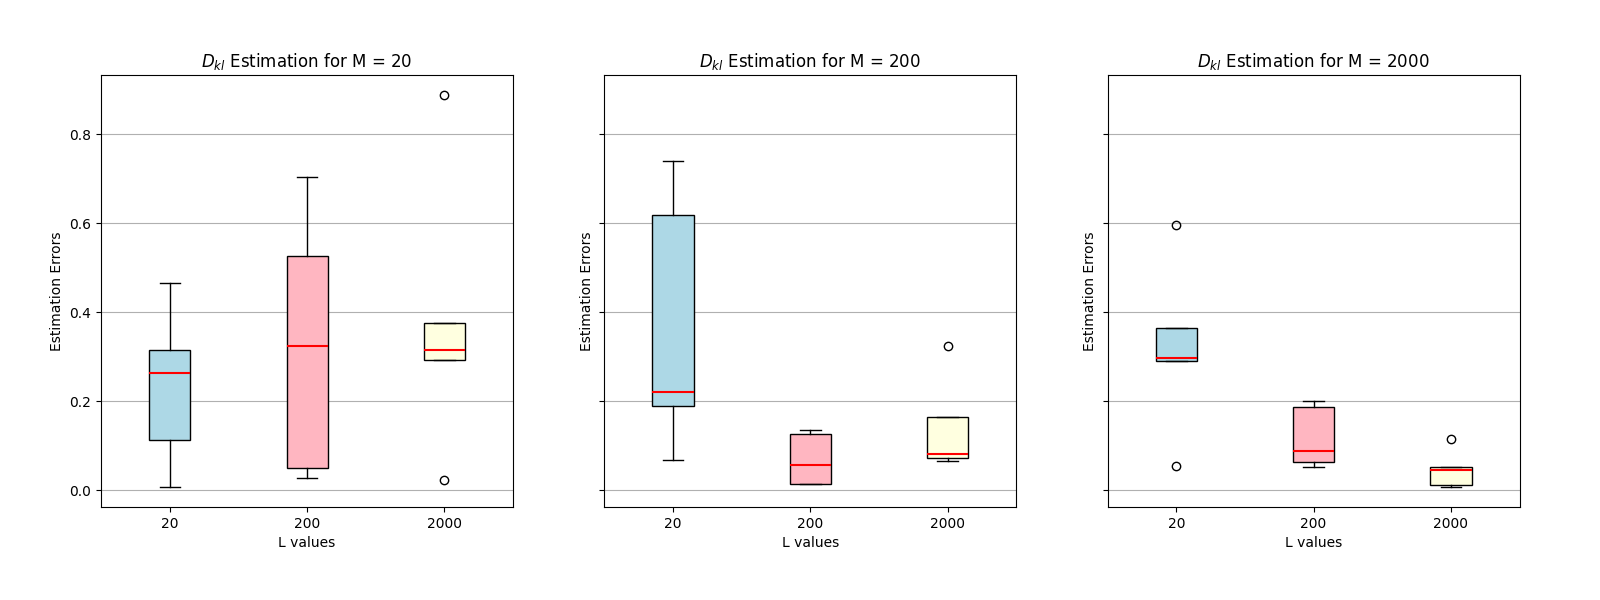 D_kl Estimation for M = 20
Estimation Errors
0.8
0.6
0.4
0.2
0.0
20 200 2000
L values
D_kl Estimation for M = 200
Estimation Errors
20 200 2000
L values
D_kl Estimation for M = 2000
Estimation Errors
20 200 2000
L values